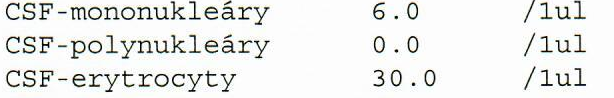 CSF-mononukleáry 6.0 /1ul
CSF-polynukleáry 0.0 /1ul
CSF-erytrocyty 30.0 /1ul